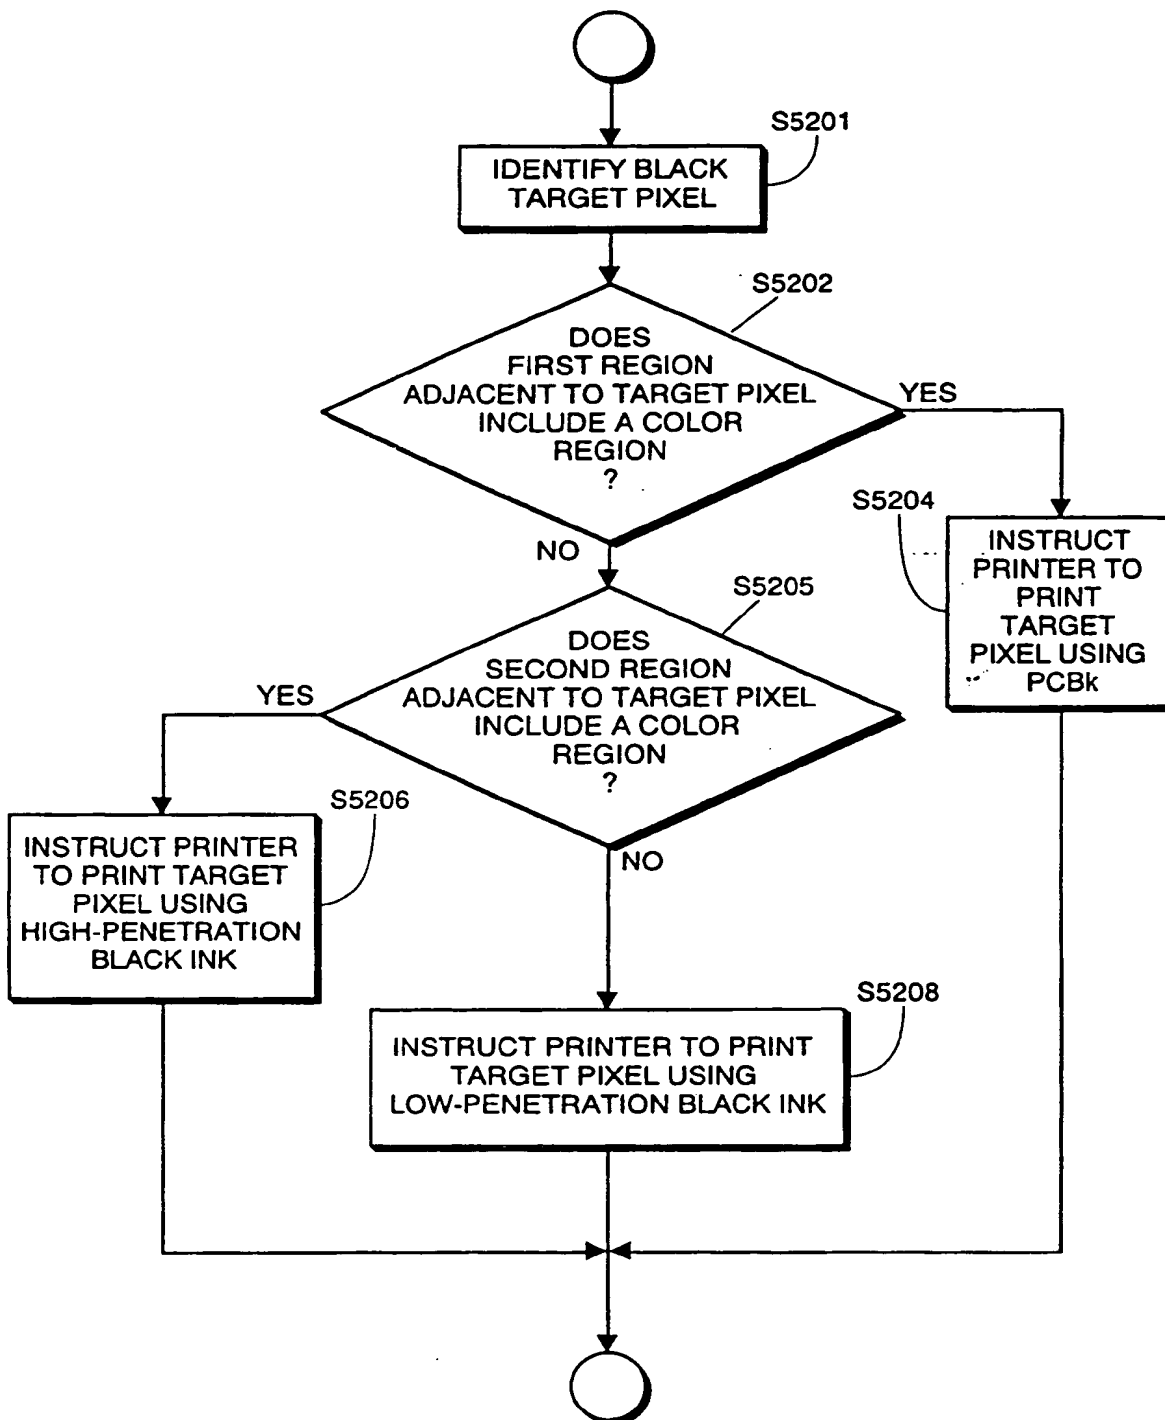 S5201
IDENTIFY BLACK
TARGET PIXEL
S5202
DOES
FIRST REGION
ADJACENT TO TARGET PIXEL
INCLUDE A COLOR
REGION
?
YES
NO
S5204
INSTRUCT
PRINTER TO
PRINT
TARGET
PIXEL USING
PCBk
S5205
DOES
SECOND REGION
ADJACENT TO TARGET PIXEL
INCLUDE A COLOR
REGION
?
YES
NO
S5206
INSTRUCT PRINTER
TO PRINT TARGET
PIXEL USING
HIGH-PENETRATION
BLACK INK
S5208
INSTRUCT PRINTER TO PRINT
TARGET PIXEL USING
LOW-PENETRATION BLACK INK